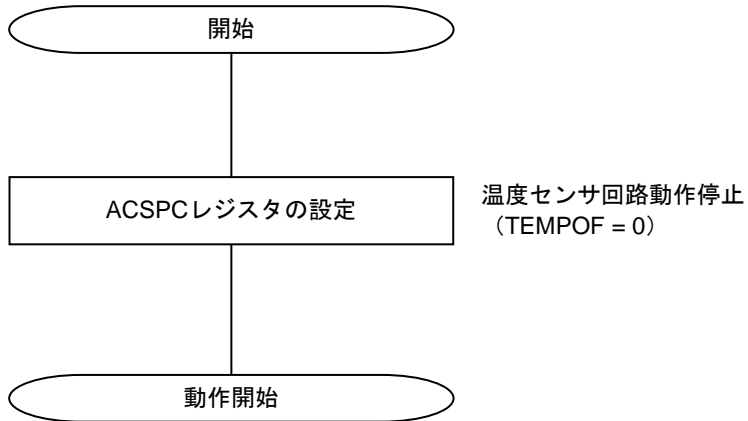 開始
ACSPCレジスタの設定
温度センサ回路動作停止
（TEMPOF = 0）
動作開始